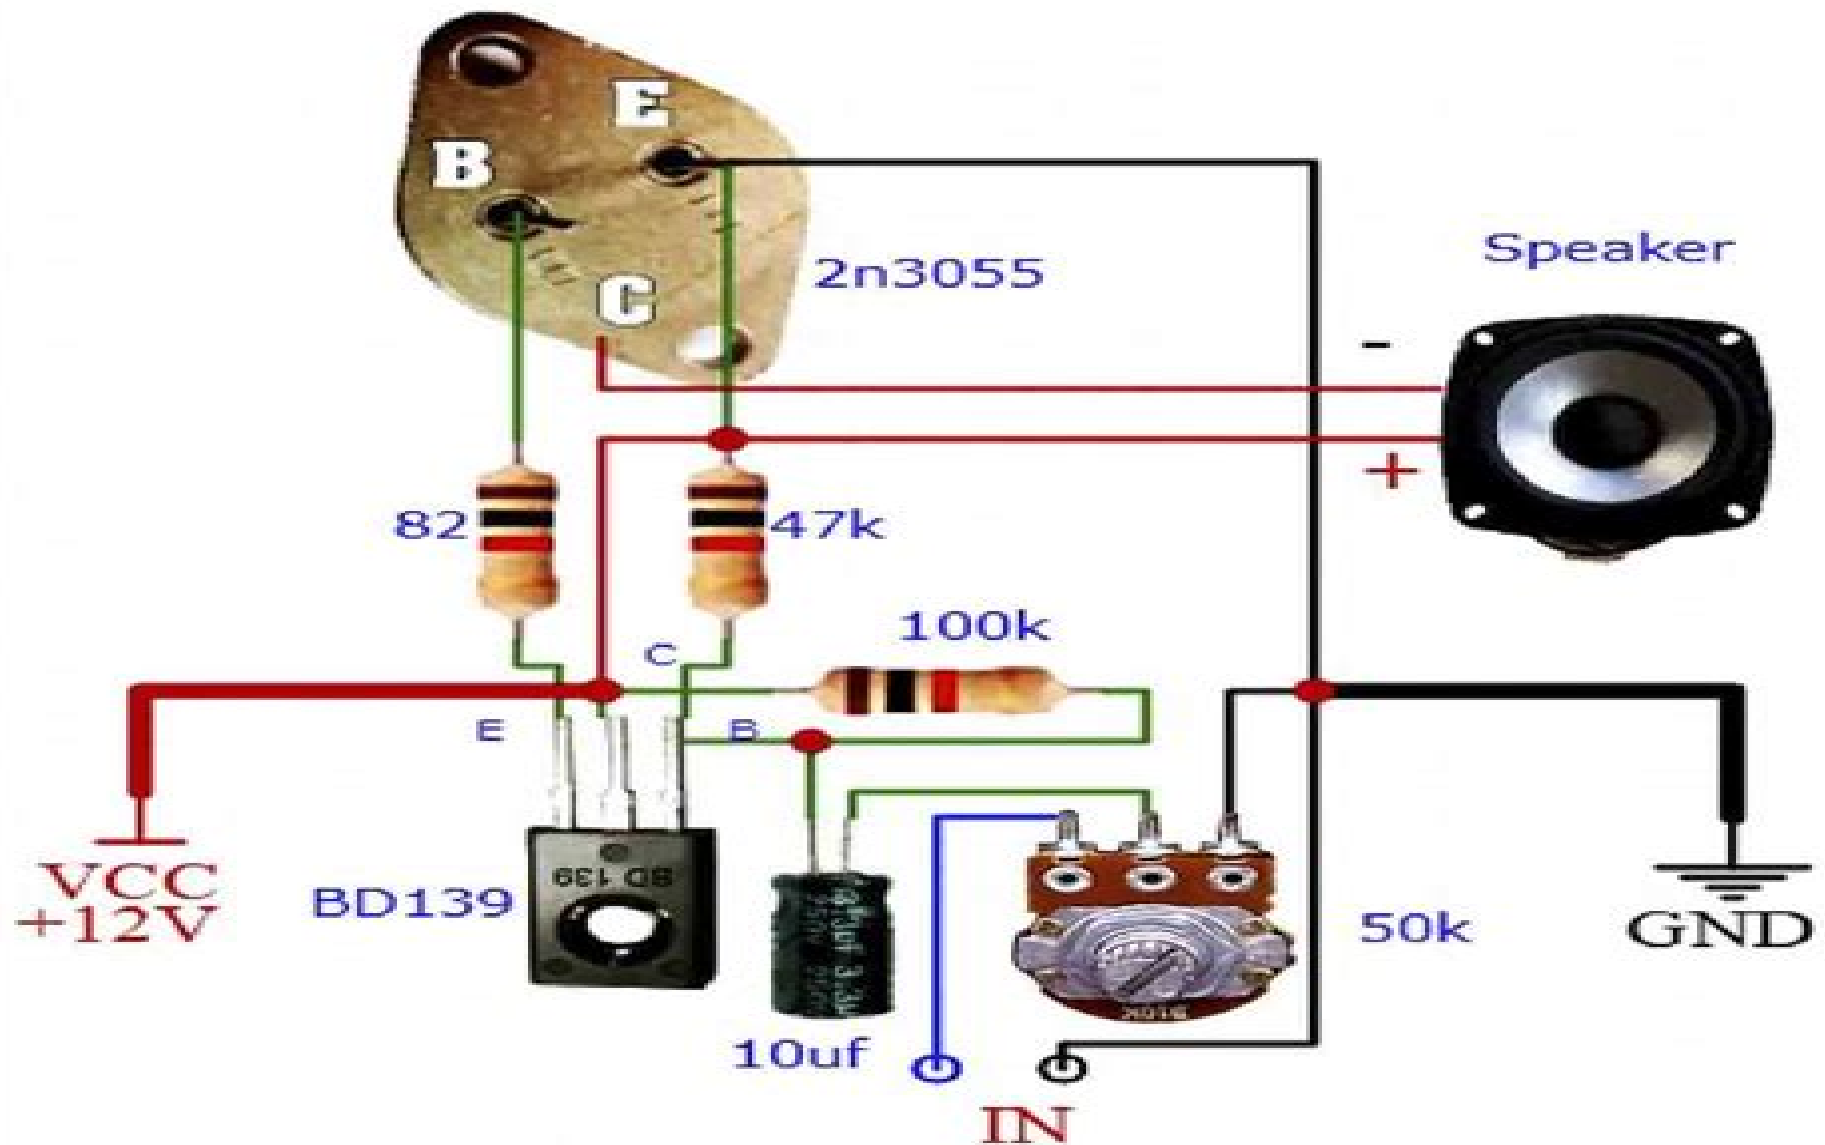 E
B
C
2n3055
Speaker
-
+
82
47k
100k
C
E
B
VCC
+12V
BD139
BD 139
50k
GND
10uf
IN